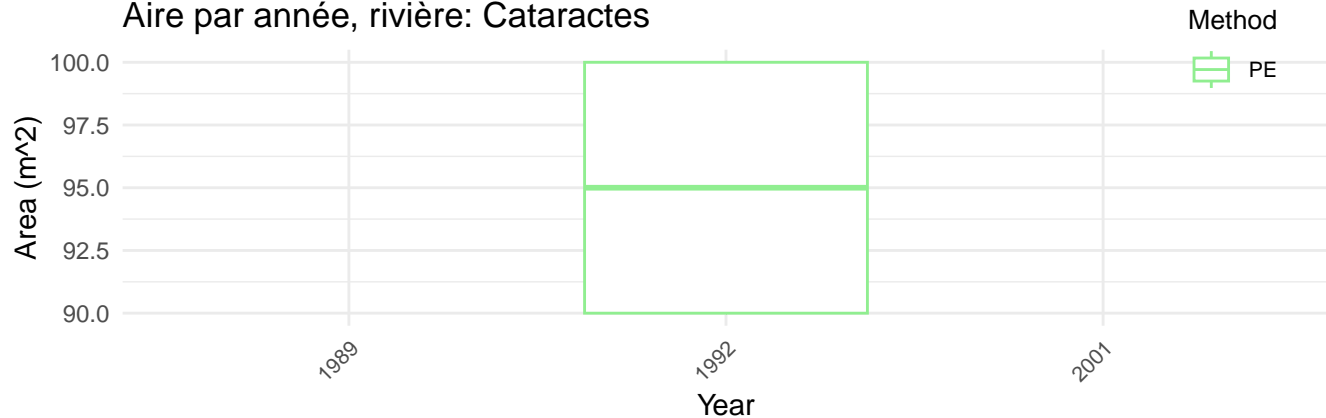 Aire par année, rivière: Cataractes
Method
PE
100.0
97.5
95.0
92.5
90.0
Area (m^2)
1989
1992
2001
Year